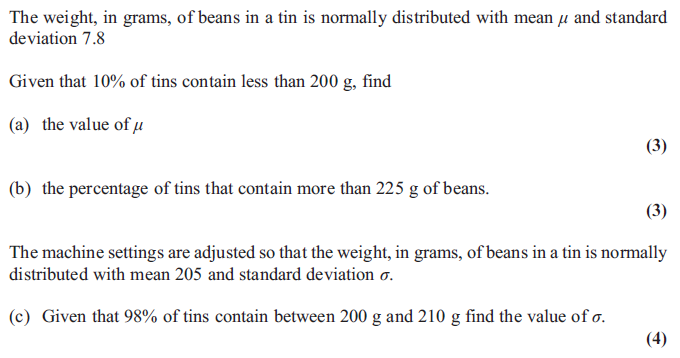 The weight, in grams, of beans in a tin is normally distributed with mean μ and standard
deviation 7.8
Given that 10% of tins contain less than 200 g, find
(a) the value of μ
(3)
(b) the percentage of tins that contain more than 225 g of beans.
(3)
The machine settings are adjusted so that the weight, in grams, of beans in a tin is normally
distributed with mean 205 and standard deviation σ.
(c) Given that 98% of tins contain between 200 g and 210 g find the value of σ.
(4)